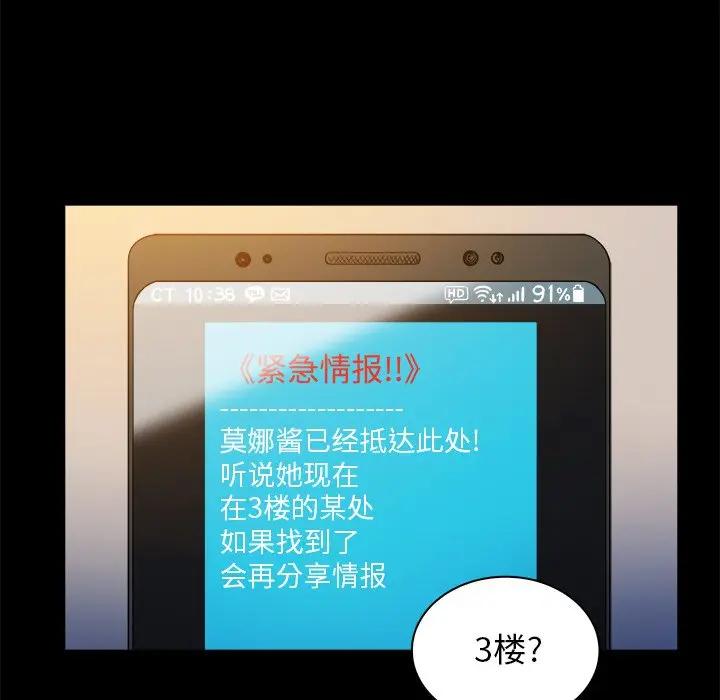 CT 10:38 HD 91%
《紧急情报!!》
-------------------
莫娜酱已经抵达此处!
听说她现在
在3楼的某处
如果找到了
会再分享情报
3楼?